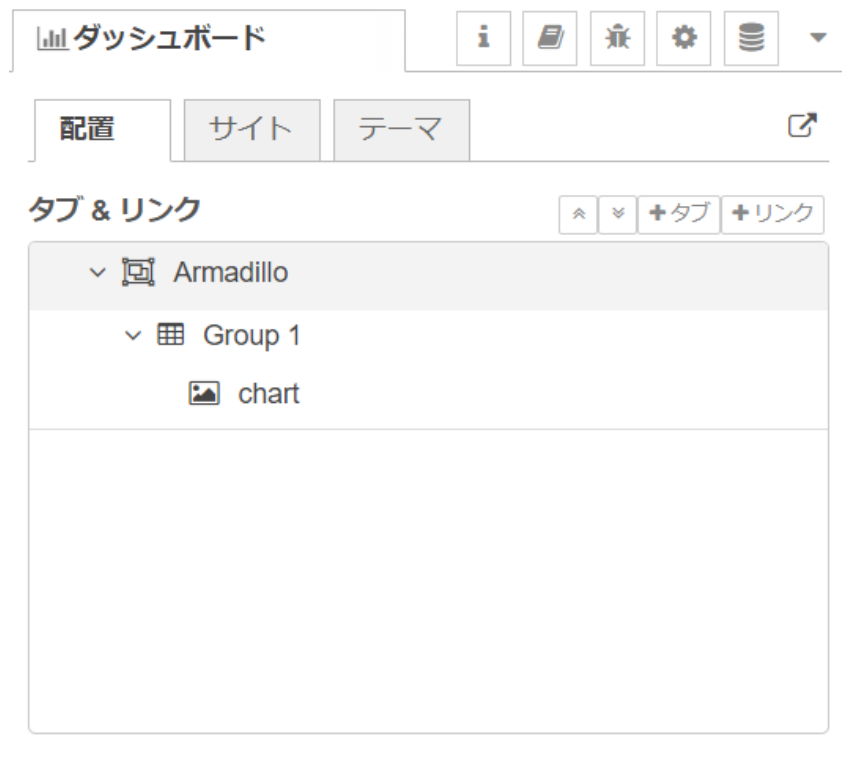 ダッシュボード
配置 サイト テーマ
タブ & リンク +タブ +リンク
Armadillo
Group 1
chart